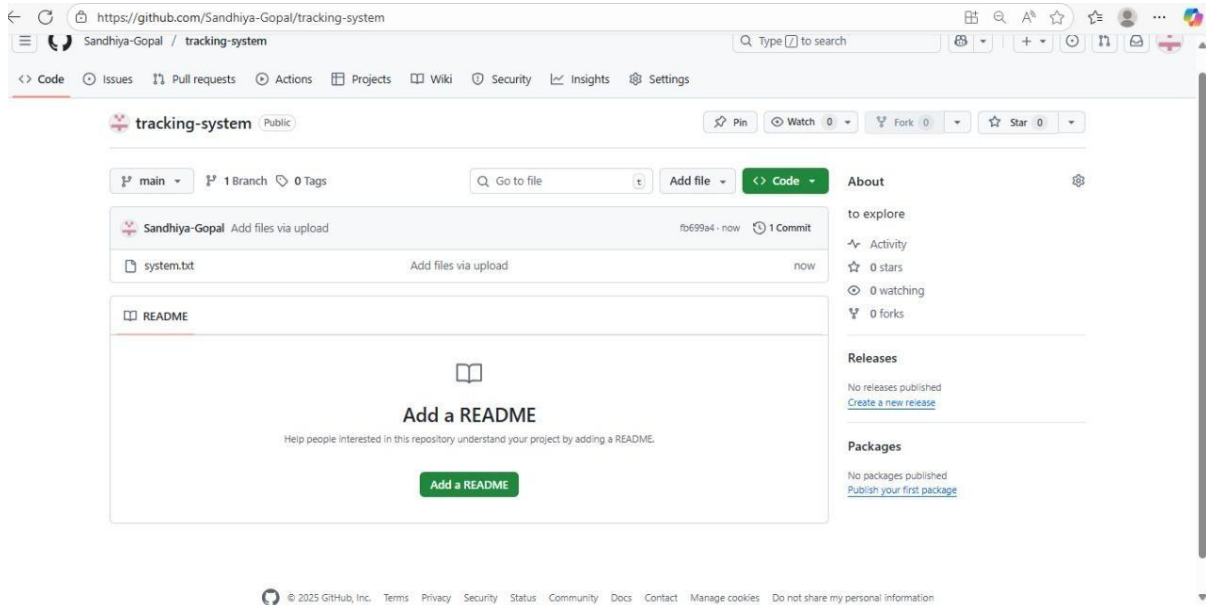 https://github.com/Sandhiya-Gopal/tracking-system
Sandhiya-Gopal / tracking-system
Type / to search
Code Issues Pull requests Actions Projects Wiki Security Insights Settings
tracking-system Public
Pin Watch 0 Fork 0 Star 0
main 1 Branch 0 Tags
Go to file t Add file Code
About
Sandhiya-Gopal Add files via upload fb699a4 · now 1 Commit
system.txt Add files via upload now
README
Add a README
Help people interested in this repository understand your project by adding a README.
Add a README
to explore
Activity
0 stars
0 watching
0 forks
Releases
No releases published
Create a new release
Packages
No packages published
Publish your first package
© 2025 GitHub, Inc. Terms Privacy Security Status Community Docs Contact Manage cookies Do not share my personal information